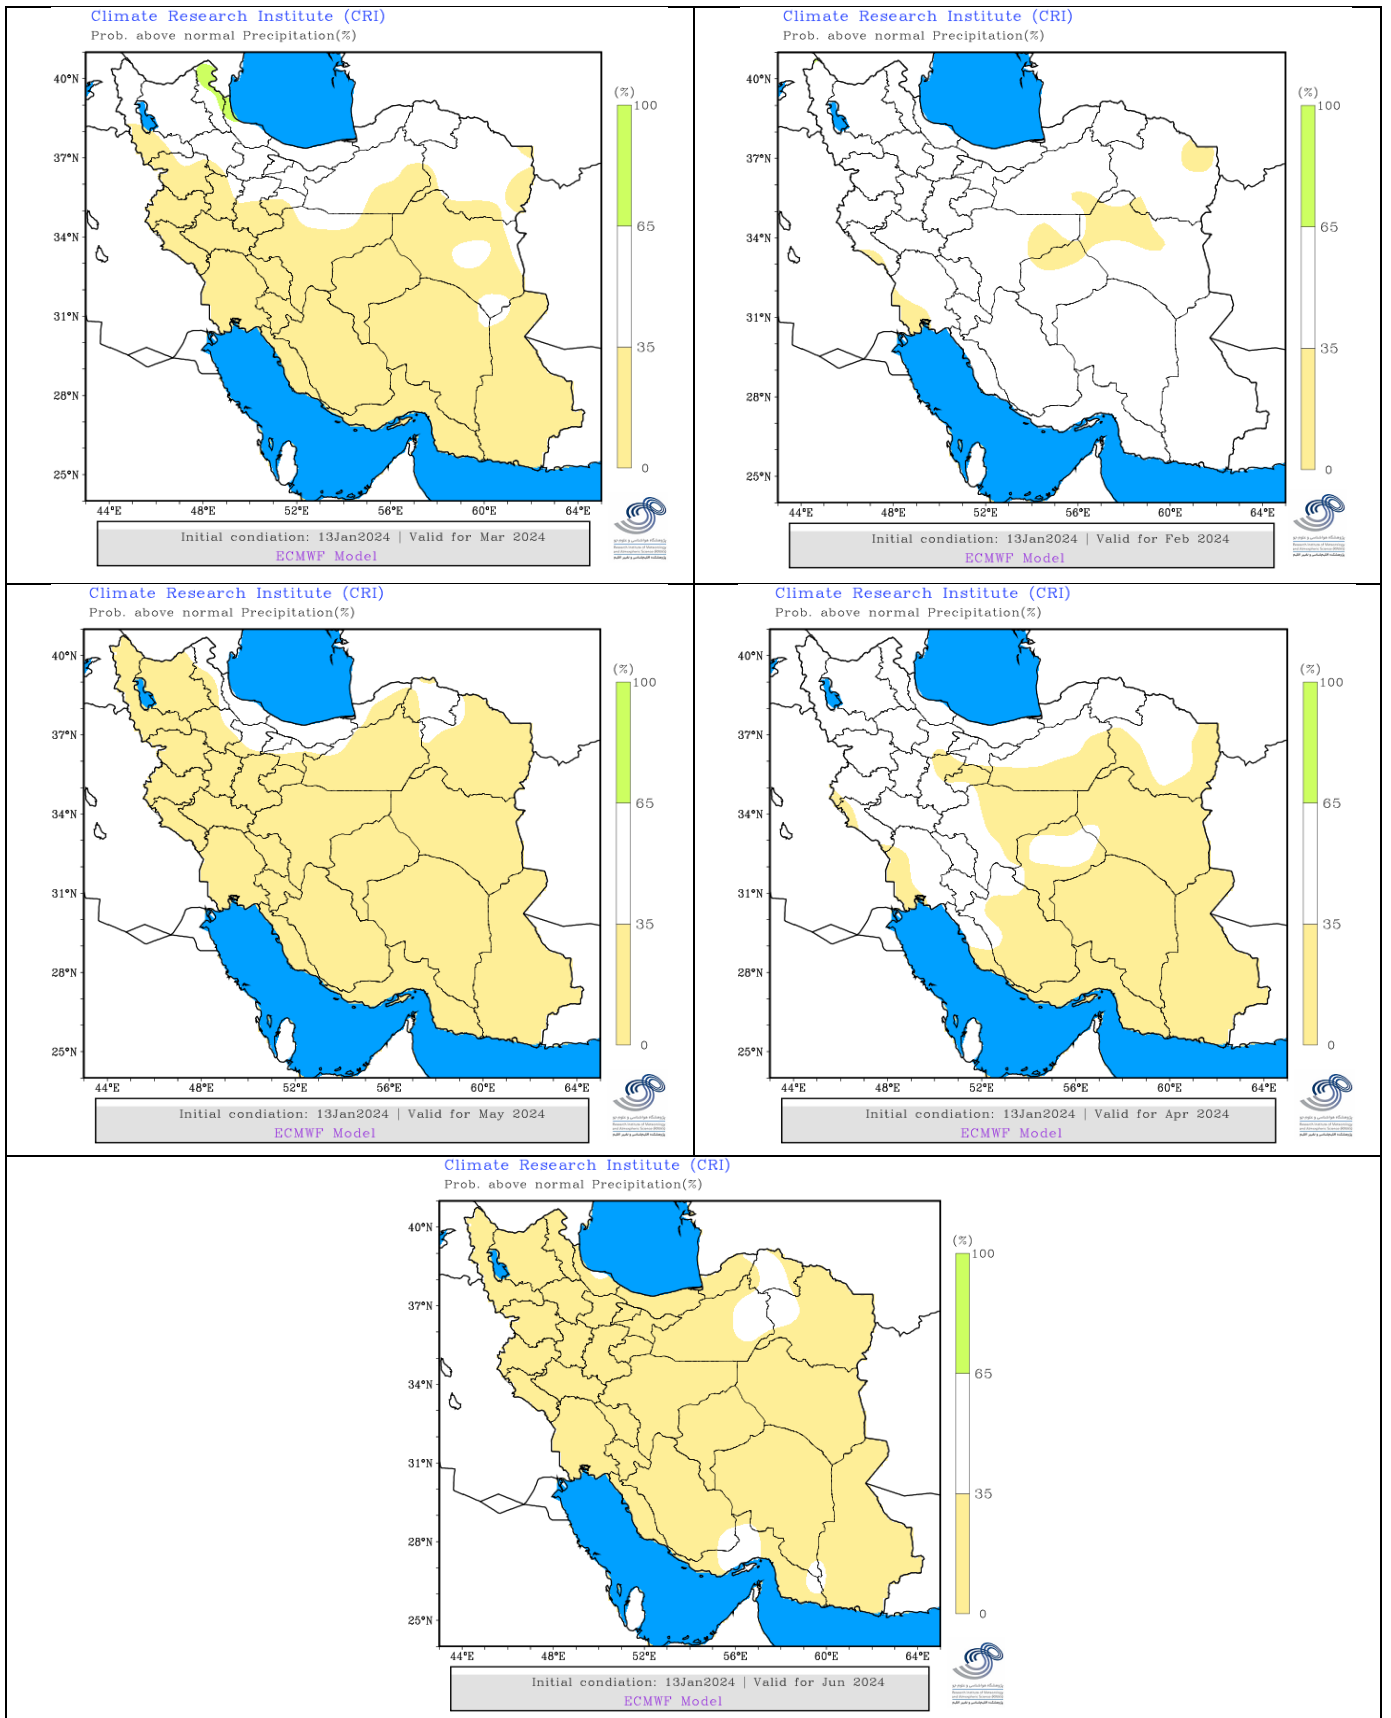 Climate Research Institute (CRI)
Prob. above normal Precipitation(%)
(%)
100
65
35
0
40°N
37°N
34°N
31°N
28°N
25°N
44°E 48°E 52°E 56°E 60°E 64°E
Initial condiation: 13Jan2024 | Valid for Mar 2024
ECMWF Model
Climate Research Institute (CRI)
Prob. above normal Precipitation(%)
(%)
100
65
35
0
40°N
37°N
34°N
31°N
28°N
25°N
44°E 48°E 52°E 56°E 60°E 64°E
Initial condiation: 13Jan2024 | Valid for Feb 2024
ECMWF Model
Climate Research Institute (CRI)
Prob. above normal Precipitation(%)
(%)
100
65
35
0
40°N
37°N
34°N
31°N
28°N
25°N
44°E 48°E 52°E 56°E 60°E 64°E
Initial condiation: 13Jan2024 | Valid for May 2024
ECMWF Model
Climate Research Institute (CRI)
Prob. above normal Precipitation(%)
(%)
100
65
35
0
40°N
37°N
34°N
31°N
28°N
25°N
44°E 48°E 52°E 56°E 60°E 64°E
Initial condiation: 13Jan2024 | Valid for Apr 2024
ECMWF Model
Climate Research Institute (CRI)
Prob. above normal Precipitation(%)
(%)
100
65
35
0
40°N
37°N
34°N
31°N
28°N
25°N
44°E 48°E 52°E 56°E 60°E 64°E
Initial condiation: 13Jan2024 | Valid for Jun 2024
ECMWF Model